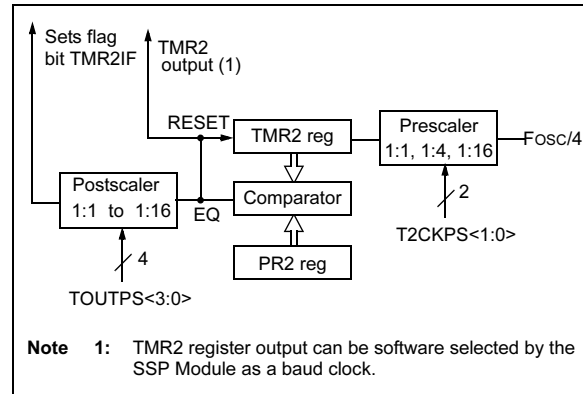 Sets flag
bit TMR2IF
TMR2
output (1)
RESET
TMR2 reg
Prescaler
1:1, 1:4, 1:16
FOSC/4
2
T2CKPS<1:0>
Postscaler
1:1 to 1:16
EQ
Comparator
4
TOUTPS<3:0>
PR2 reg
Note 1: TMR2 register output can be software selected by the
SSP Module as a baud clock.